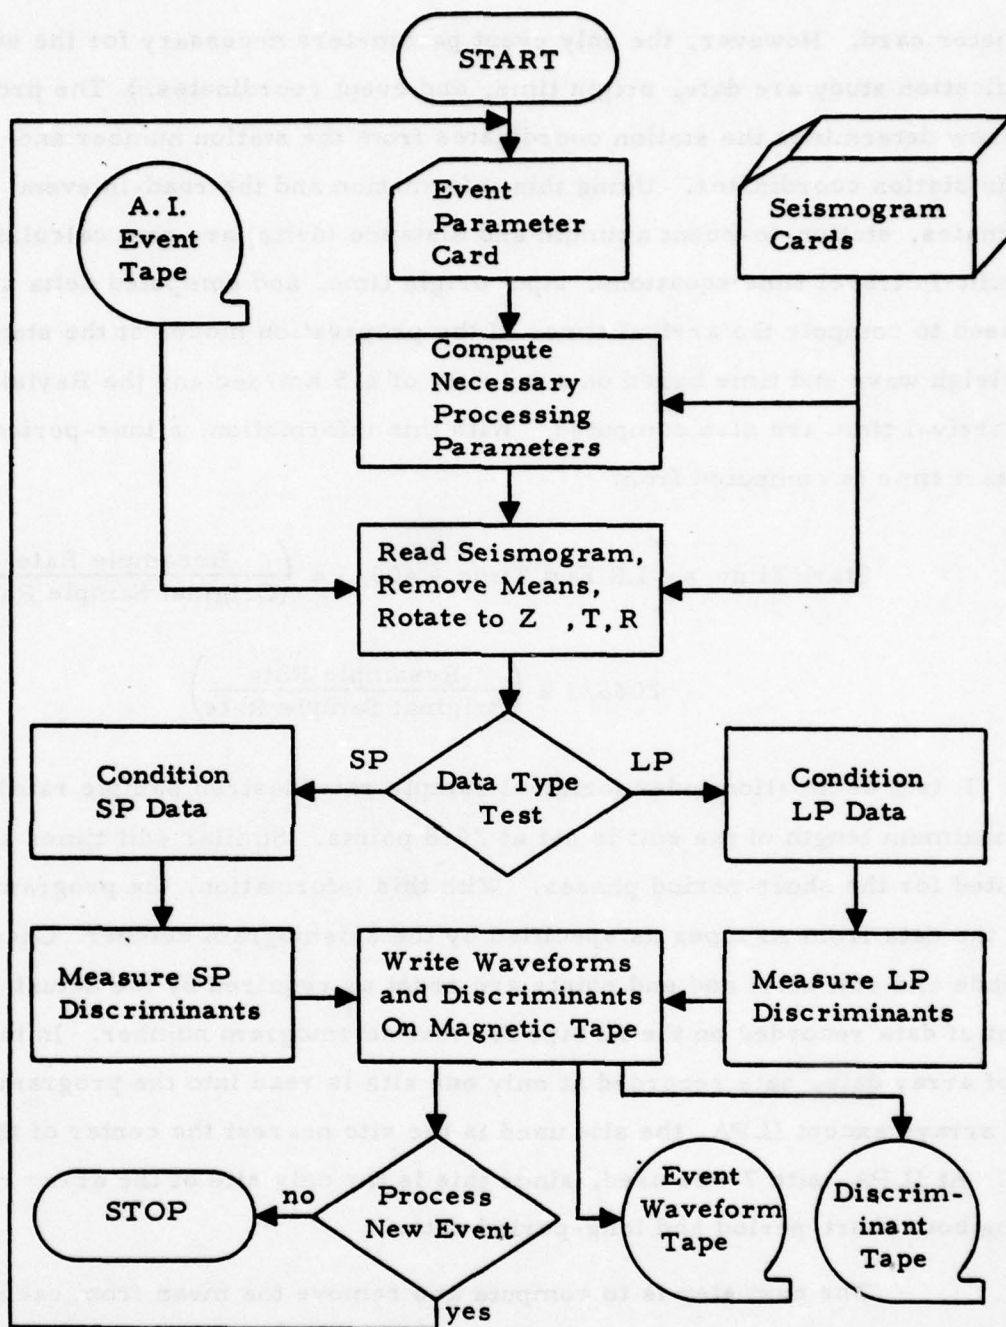 START
A. I.
Event
Tape
Event
Parameter
Card
Seismogram
Cards
Compute
Necessary
Processing
Parameters
Read Seismogram,
Remove Means,
Rotate to Z , T, R
SP
Data Type
Test
LP
Condition
SP Data
Condition
LP Data
Measure SP
Discriminants
Write Waveforms
and Discriminants
On Magnetic Tape
Measure LP
Discriminants
STOP
no
Process
New Event
yes
Event
Waveform
Tape
Discrim-
inant
Tape